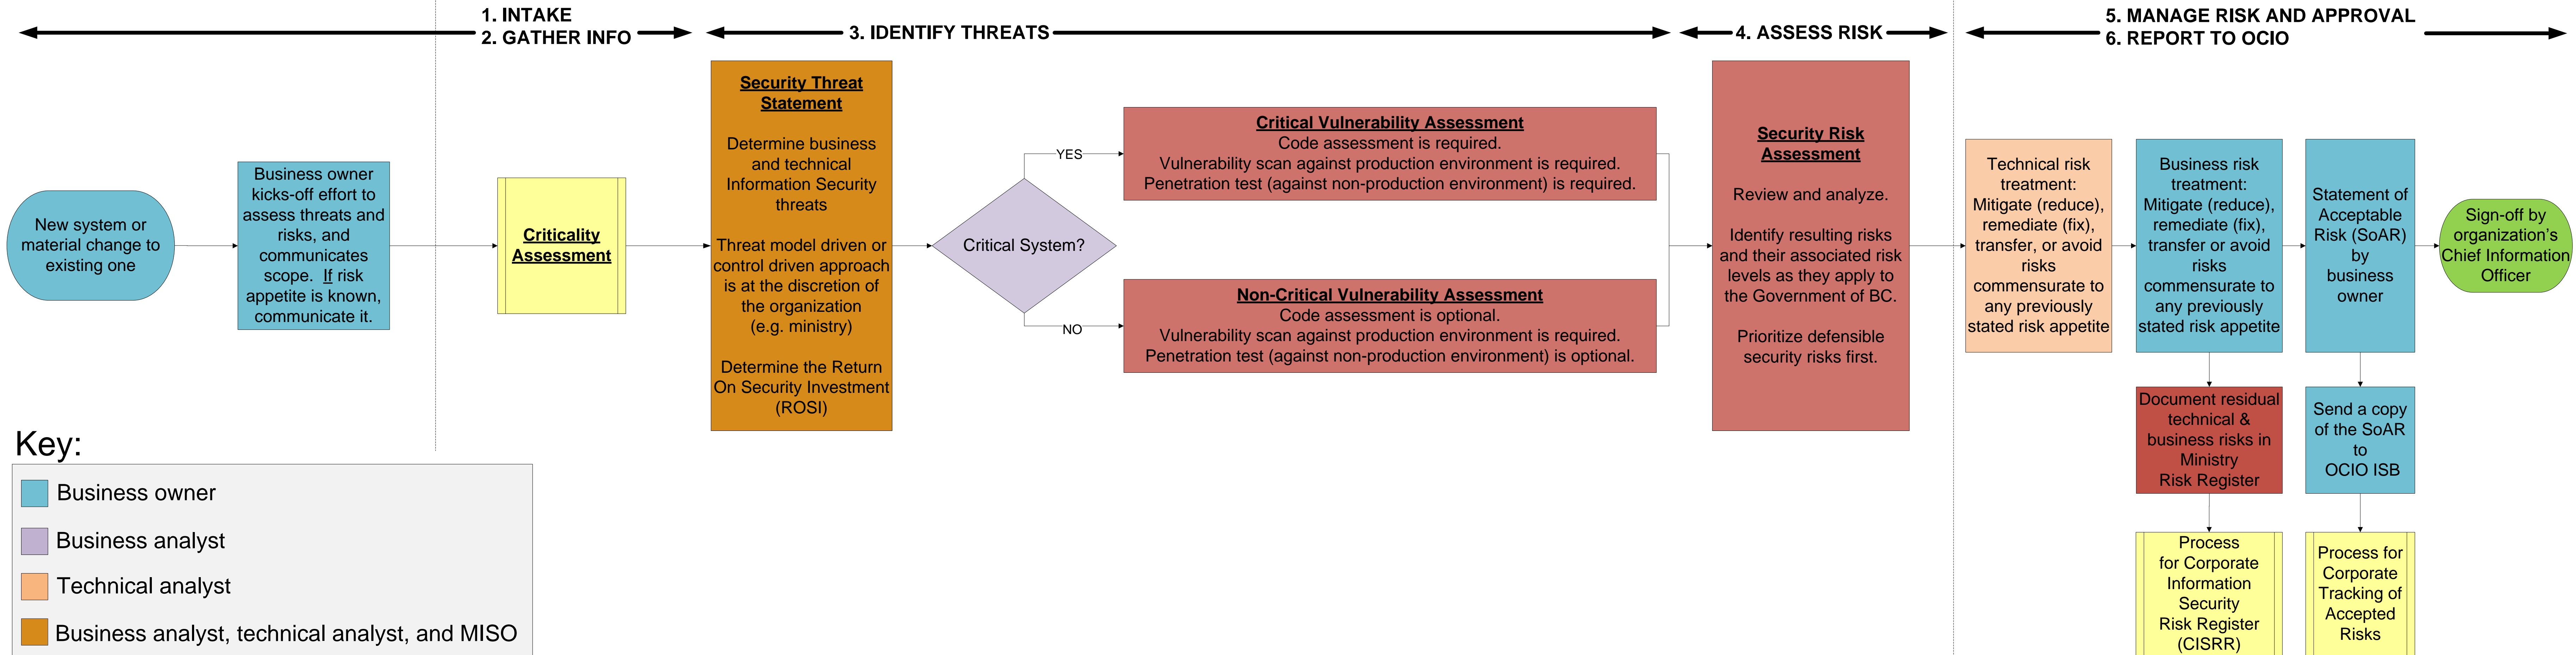 1. INTAKE
2. GATHER INFO
3. IDENTIFY THREATS
4. ASSESS RISK
5. MANAGE RISK AND APPROVAL
6. REPORT TO OCIO
New system or
material change to
existing one
Business owner
kicks-off effort to
assess threats and
risks, and
communicates
scope. If risk
appetite is known,
communicate it.
Criticality
Assessment
Security Threat
Statement
Determine business
and technical
Information Security
threats
Threat model driven or
control driven approach
is at the discretion of
the organization
(e.g. ministry)
Determine the Return
On Security Investment
(ROSI)
Critical System?
YES
NO
Critical Vulnerability Assessment
Code assessment is required.
Vulnerability scan against production environment is required.
Penetration test (against non-production environment) is required.
Non-Critical Vulnerability Assessment
Code assessment is optional.
Vulnerability scan against production environment is required.
Penetration test (against non-production environment) is optional.
Security Risk
Assessment
Review and analyze.
Identify resulting risks
and their associated risk
levels as they apply to
the Government of BC.
Prioritize defensible
security risks first.
Technical risk
treatment:
Mitigate (reduce),
remediate (fix),
transfer, or avoid
risks
commensurate to
any previously
stated risk appetite
Business risk
treatment:
Mitigate (reduce),
remediate (fix),
transfer or avoid
risks
commensurate to
any previously
stated risk appetite
Statement of
Acceptable
Risk (SoAR)
by
business
owner
Sign-off by
organization's
Chief Information
Officer
Document residual
technical &
business risks in
Ministry
Risk Register
Send a copy
of the SoAR
to
OCIO ISB
Process
for Corporate
Information
Security
Risk Register
(CISRR)
Process for
Corporate
Tracking of
Accepted
Risks
Key:
Business owner
Business analyst
Technical analyst
Business analyst, technical analyst, and MISO